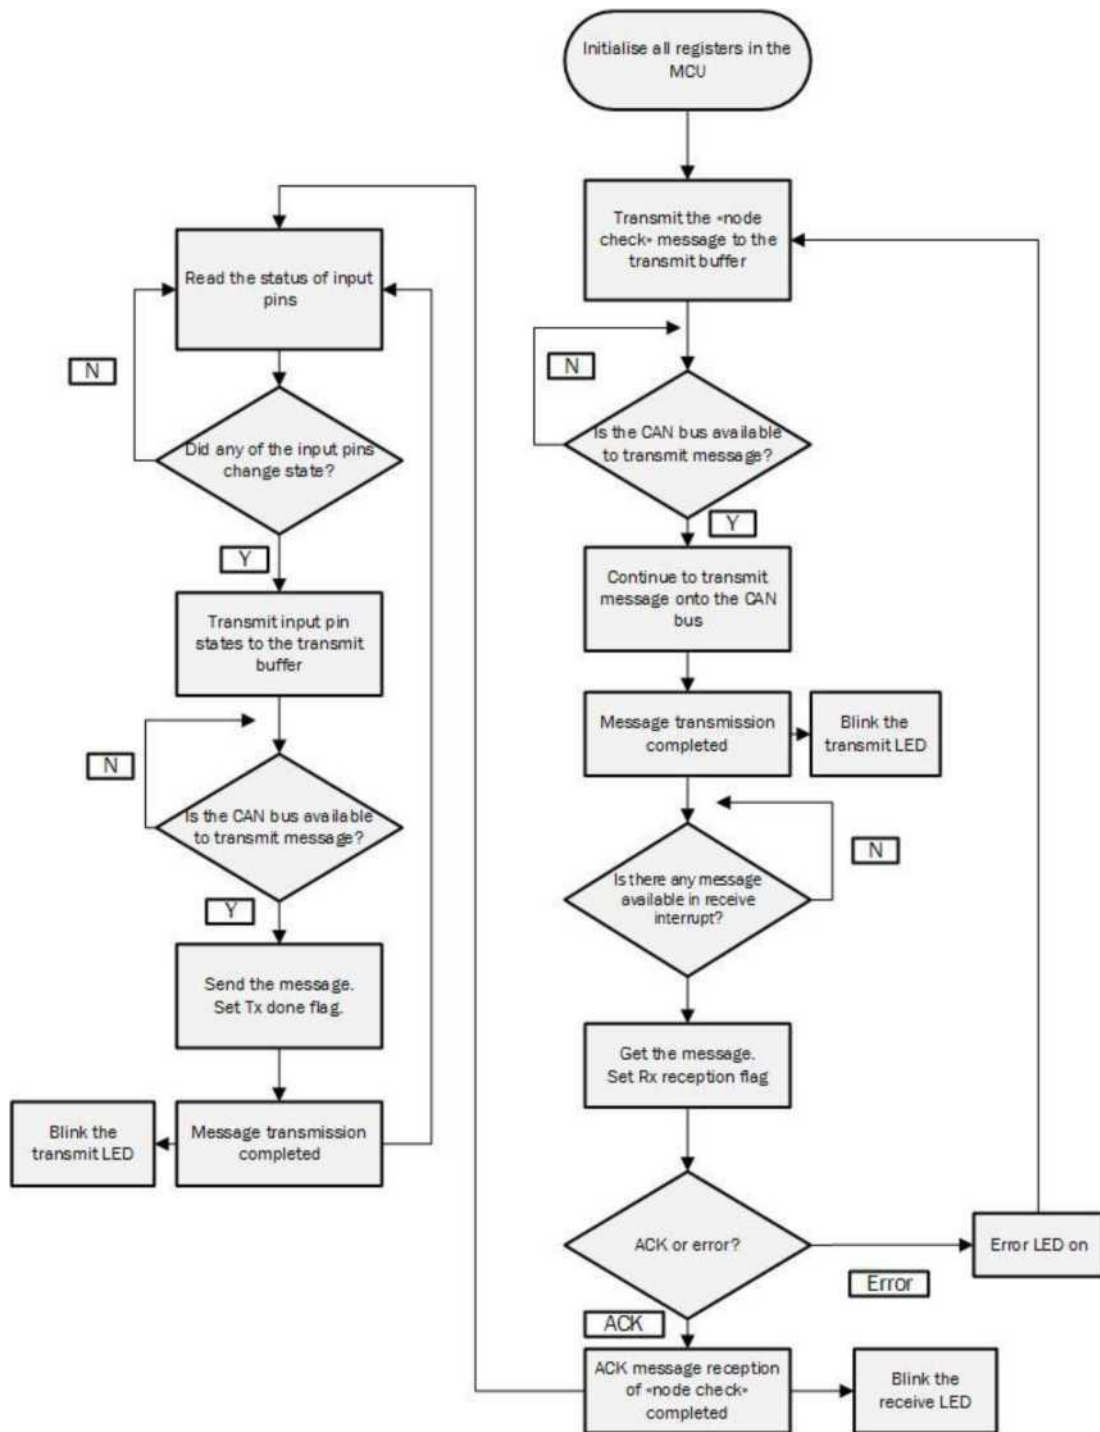 Initialise all registers in the
MCU
Transmit the «node
check» message to the
transmit buffer
N
Is the CAN bus available
to transmit message?
Y
Continue to transmit
message onto the CAN
bus
Message transmission
completed
Blink the
transmit LED
N
Is there any message
available in receive
interrupt?
Get the message.
Set Rx reception flag
ACK or error?
Error
Error LED on
ACK
ACK message reception
of «node check»
completed
Blink the
receive LED
Read the status of input
pins
N
Did any of the input pins
change state?
Y
Transmit input pin
states to the transmit
buffer
N
Is the CAN bus available
to transmit message?
Y
Send the message.
Set Tx done flag.
Message transmission
completed
Blink the
transmit LED